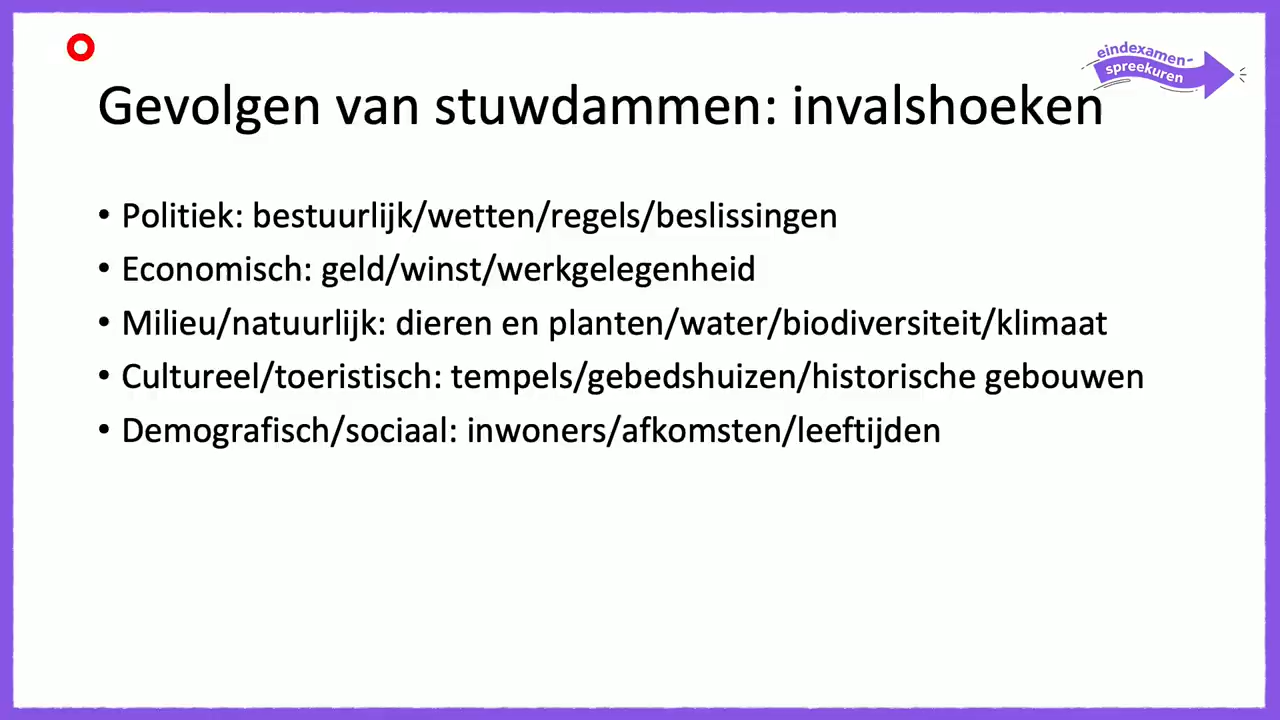 eindexamen-
spreekuren
Gevolgen van stuwdammen: invalshoeken
• Politiek: bestuurlijk/wetten/regels/beslissingen
• Economisch: geld/winst/werkgelegenheid
• Milieu/natuurlijk: dieren en planten/water/biodiversiteit/klimaat
• Cultureel/toeristisch: tempels/gebedshuizen/historische gebouwen
• Demografisch/sociaal: inwoners/afkomsten/leeftijden